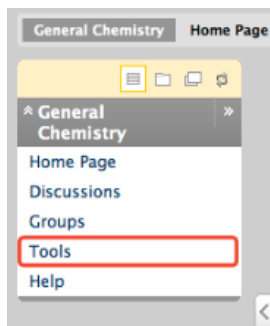 General Chemistry Home Page
General
Chemistry
Home Page
Discussions
Groups
Tools
Help